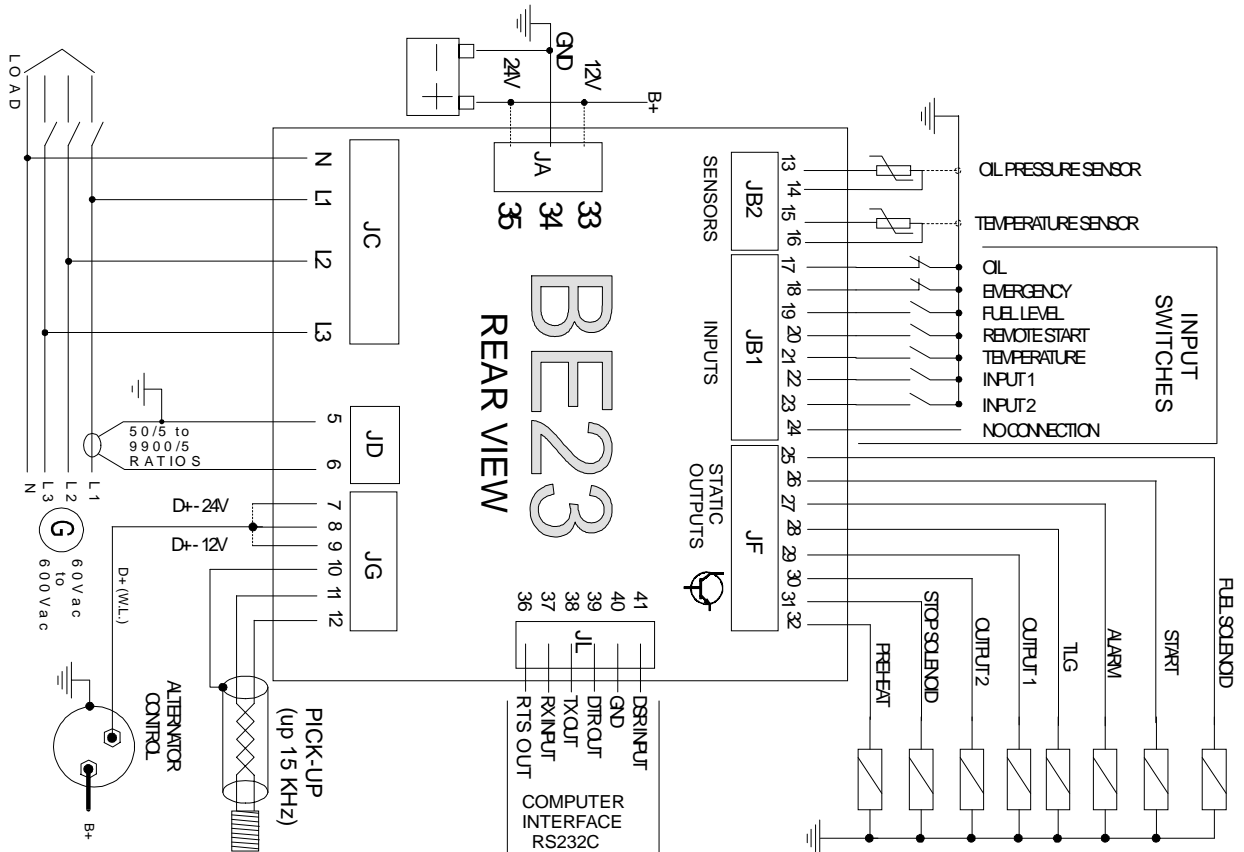 LOAD
GND
24V
12V
B+
N
L1
L2
L3
JC
JA
35
34
33
SENSORS
JB2
13
14
15
16
OIL PRESSURE SENSOR
TEMPERATURE SENSOR
INPUTS
JB1
17
18
19
20
21
22
23
24
OIL
EMERGENCY
FUEL LEVEL
REMOTE START
TEMPERATURE
INPUT 1
INPUT 2
NO CONNECTION
INPUT
SWITCHES
BE23
REAR VIEW
50/5 to
9900/5
RATIOS
5
6
JD
L1
L2
L3
N
G
60Vac
to
600Vac
D+-24V
D+-12V
7
8
9
10
11
12
JG
D+(W.L.)
ALTERNATOR
CONTROL
B+
PICK-UP
(up 15 KHz)
STATIC
OUTPUTS
JF
25
26
27
28
29
30
31
32
FUEL SOLENOID
START
ALARM
TLG
OUTPUT 1
OUTPUT 2
STOP SOLENOID
PREHEAT
36
37
38
39
40
41
JL
RTS OUT
RX INPUT
TX OUT
DTR OUT
GND
DSR INPUT
COMPUTER
INTERFACE
RS232C